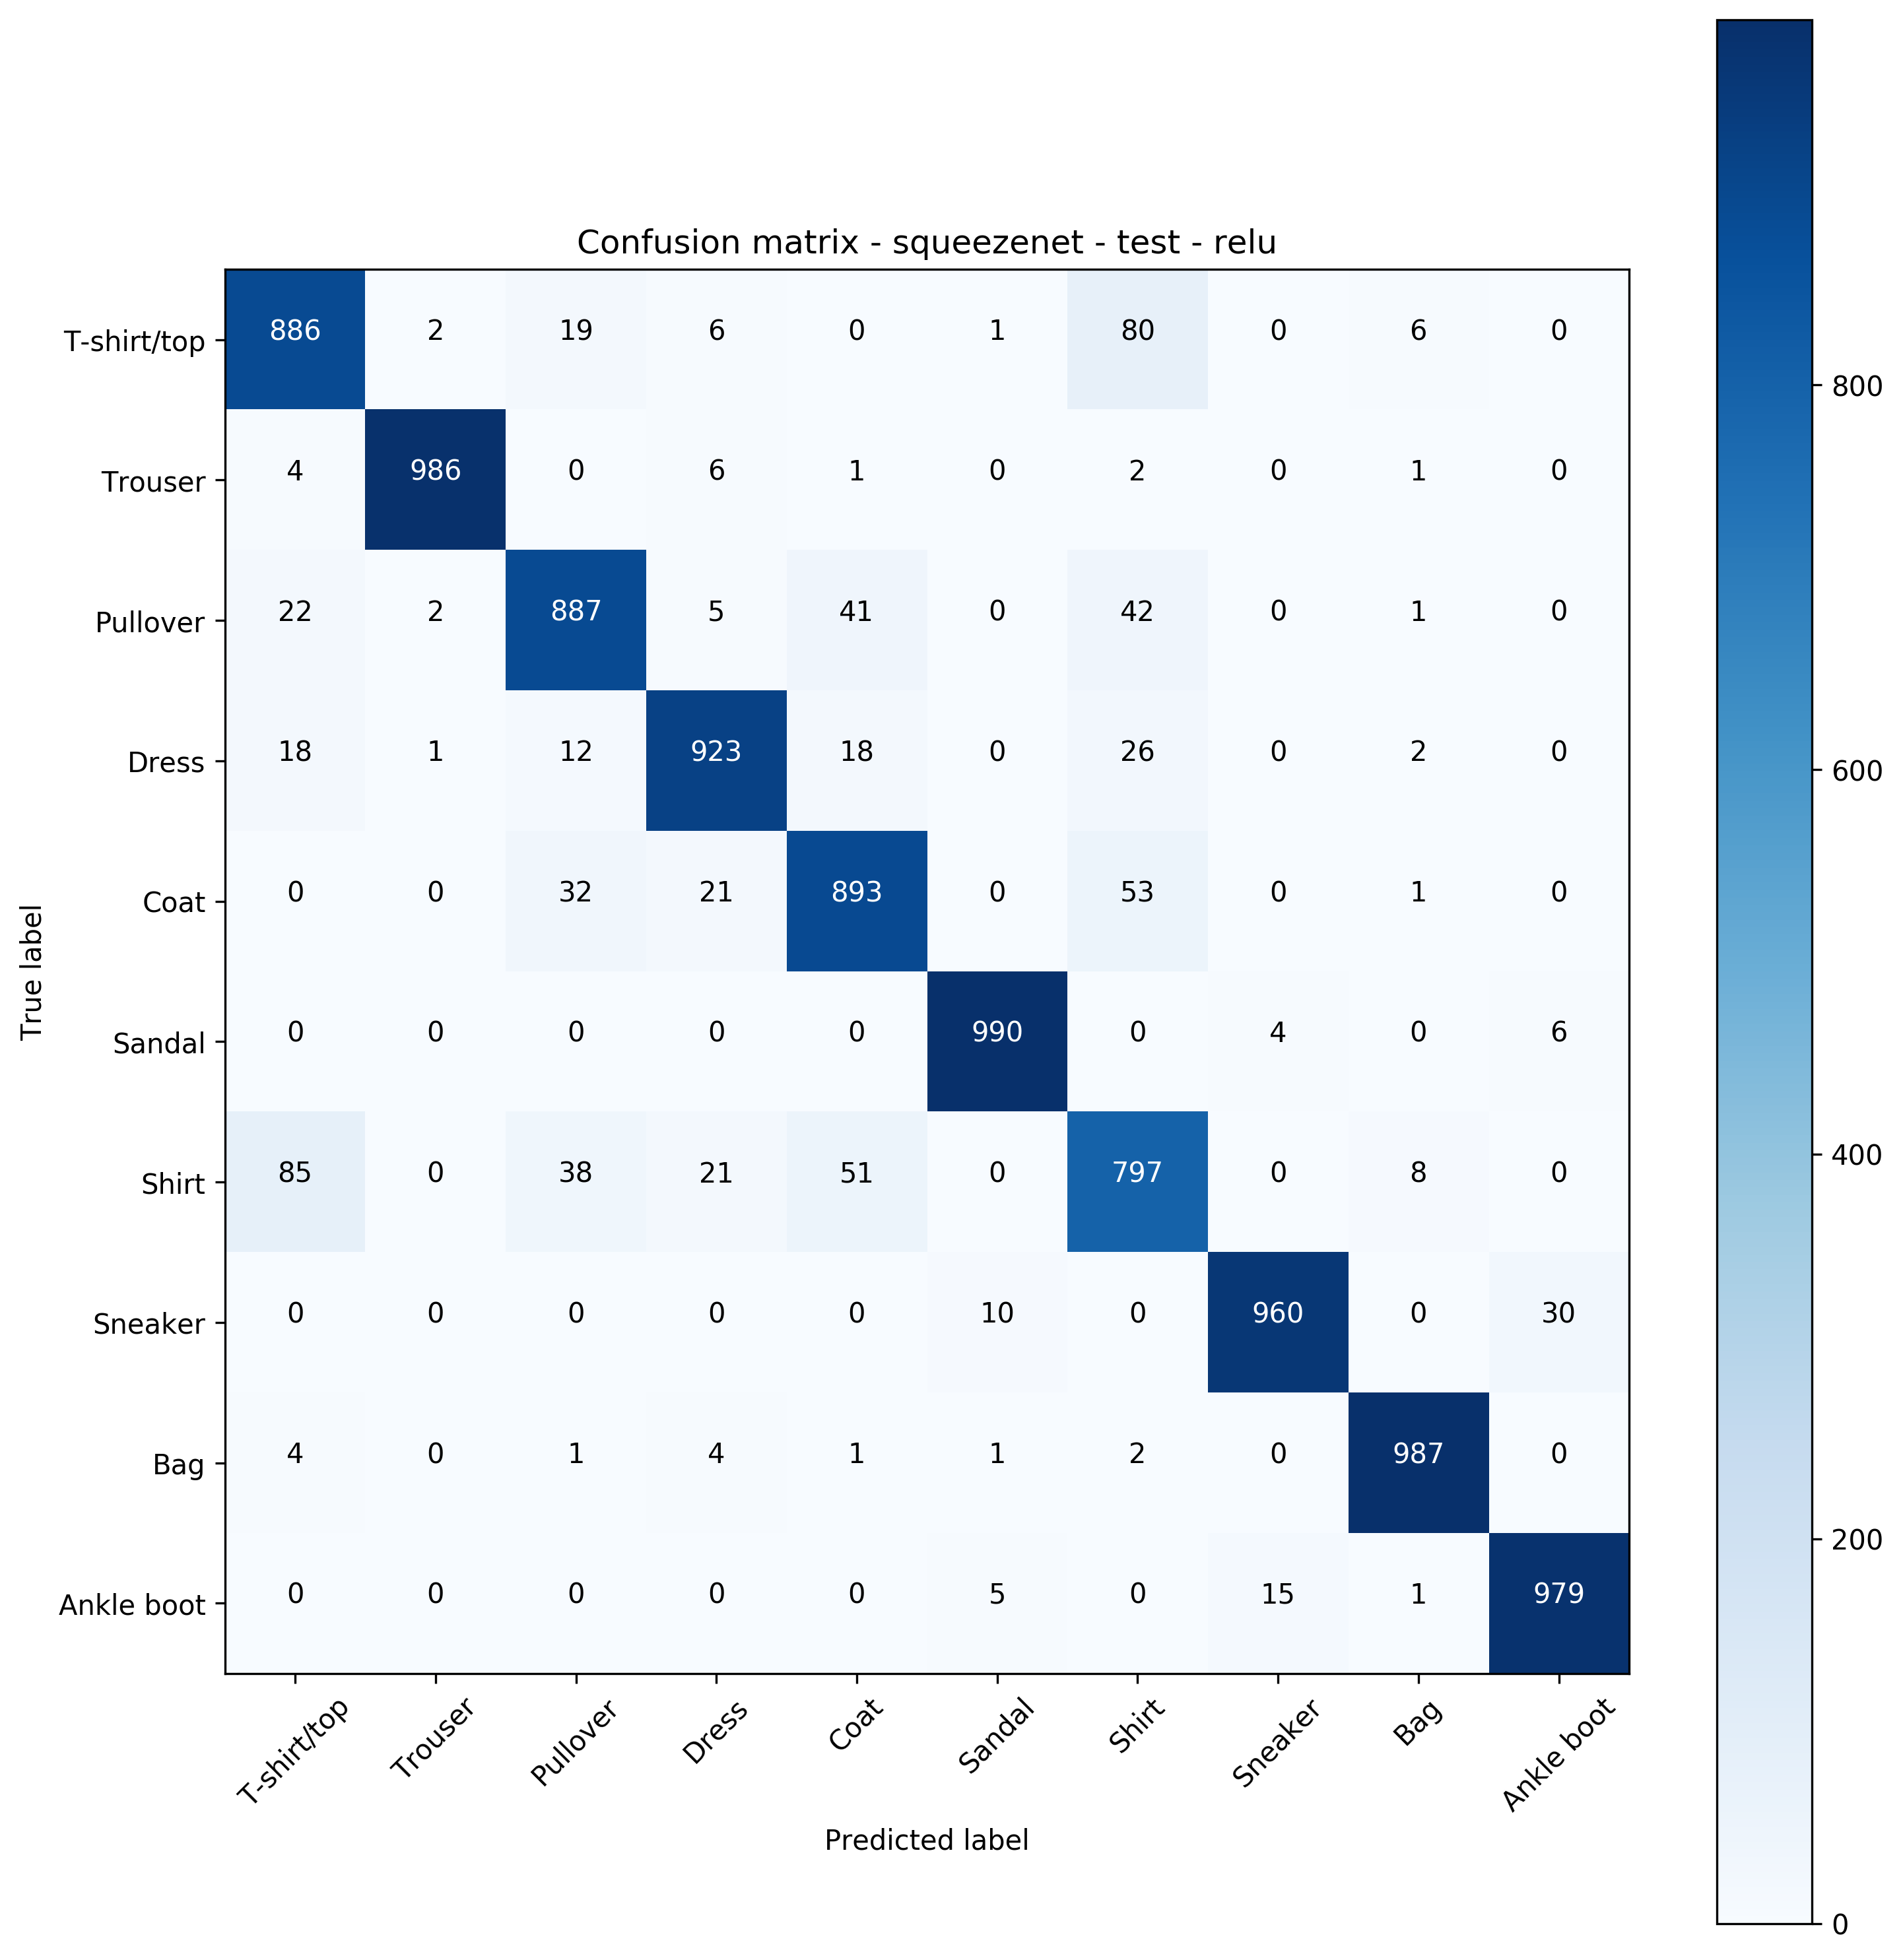 Confusion matrix - squeezenet - test - relu
T-shirt/top 886 2 19 6 0 1 80 0 6 0
Trouser 4 986 0 6 1 0 2 0 1 0
Pullover 22 2 887 5 41 0 42 0 1 0
Dress 18 1 12 923 18 0 26 0 2 0
Coat 0 0 32 21 893 0 53 0 1 0
Sandal 0 0 0 0 0 990 0 4 0 6
Shirt 85 0 38 21 51 0 797 0 8 0
Sneaker 0 0 0 0 0 10 0 960 0 30
Bag 4 0 1 4 1 1 2 0 987 0
Ankle boot 0 0 0 0 0 5 0 15 1 979
True label
T-shirt/top Trouser Pullover Dress Coat Sandal Shirt Sneaker Bag Ankle boot
Predicted label
800
600
400
200
0